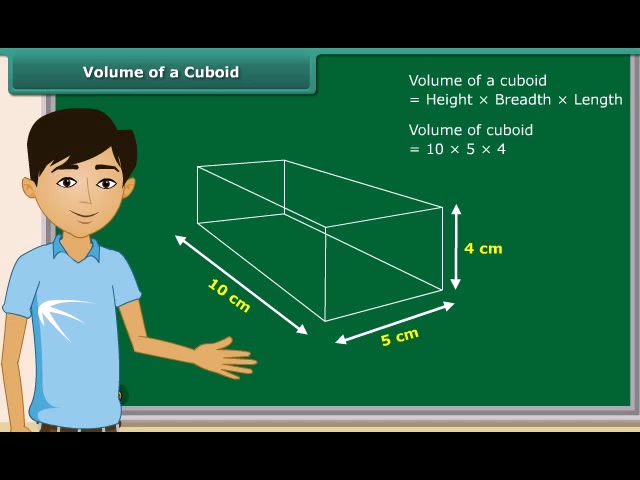 Volume of a Cuboid
Volume of a cuboid
= Height × Breadth × Length
Volume of cuboid
= 10 × 5 × 4
4 cm
10 cm
5 cm